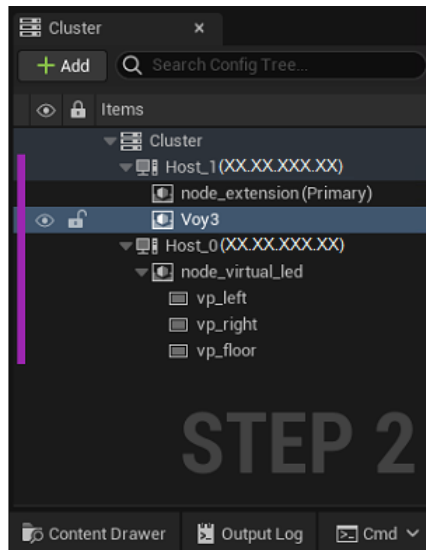 Cluster
Add
Search Config Tree...
Items
Cluster
Host_1(XX.XX.XXX.XX)
node_extension(Primary)
Voy3
Host_0(XX.XX.XXX.XX)
node_virtual_led
vp_left
vp_right
vp_floor
STEP 2
Content Drawer Output Log Cmd